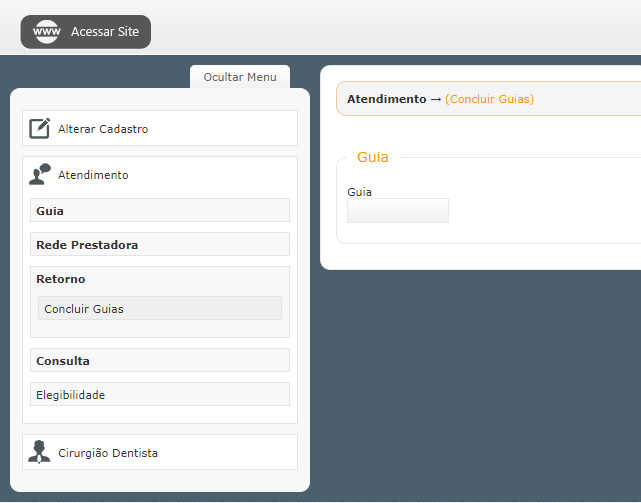 www Acessar Site
Ocultar Menu
Alterar Cadastro
Atendimento
Guia
Rede Prestadora
Retorno
Concluir Guias
Consulta
Elegibilidade
Cirurgião Dentista
Atendimento → (Concluir Guias)
Guia
Guia